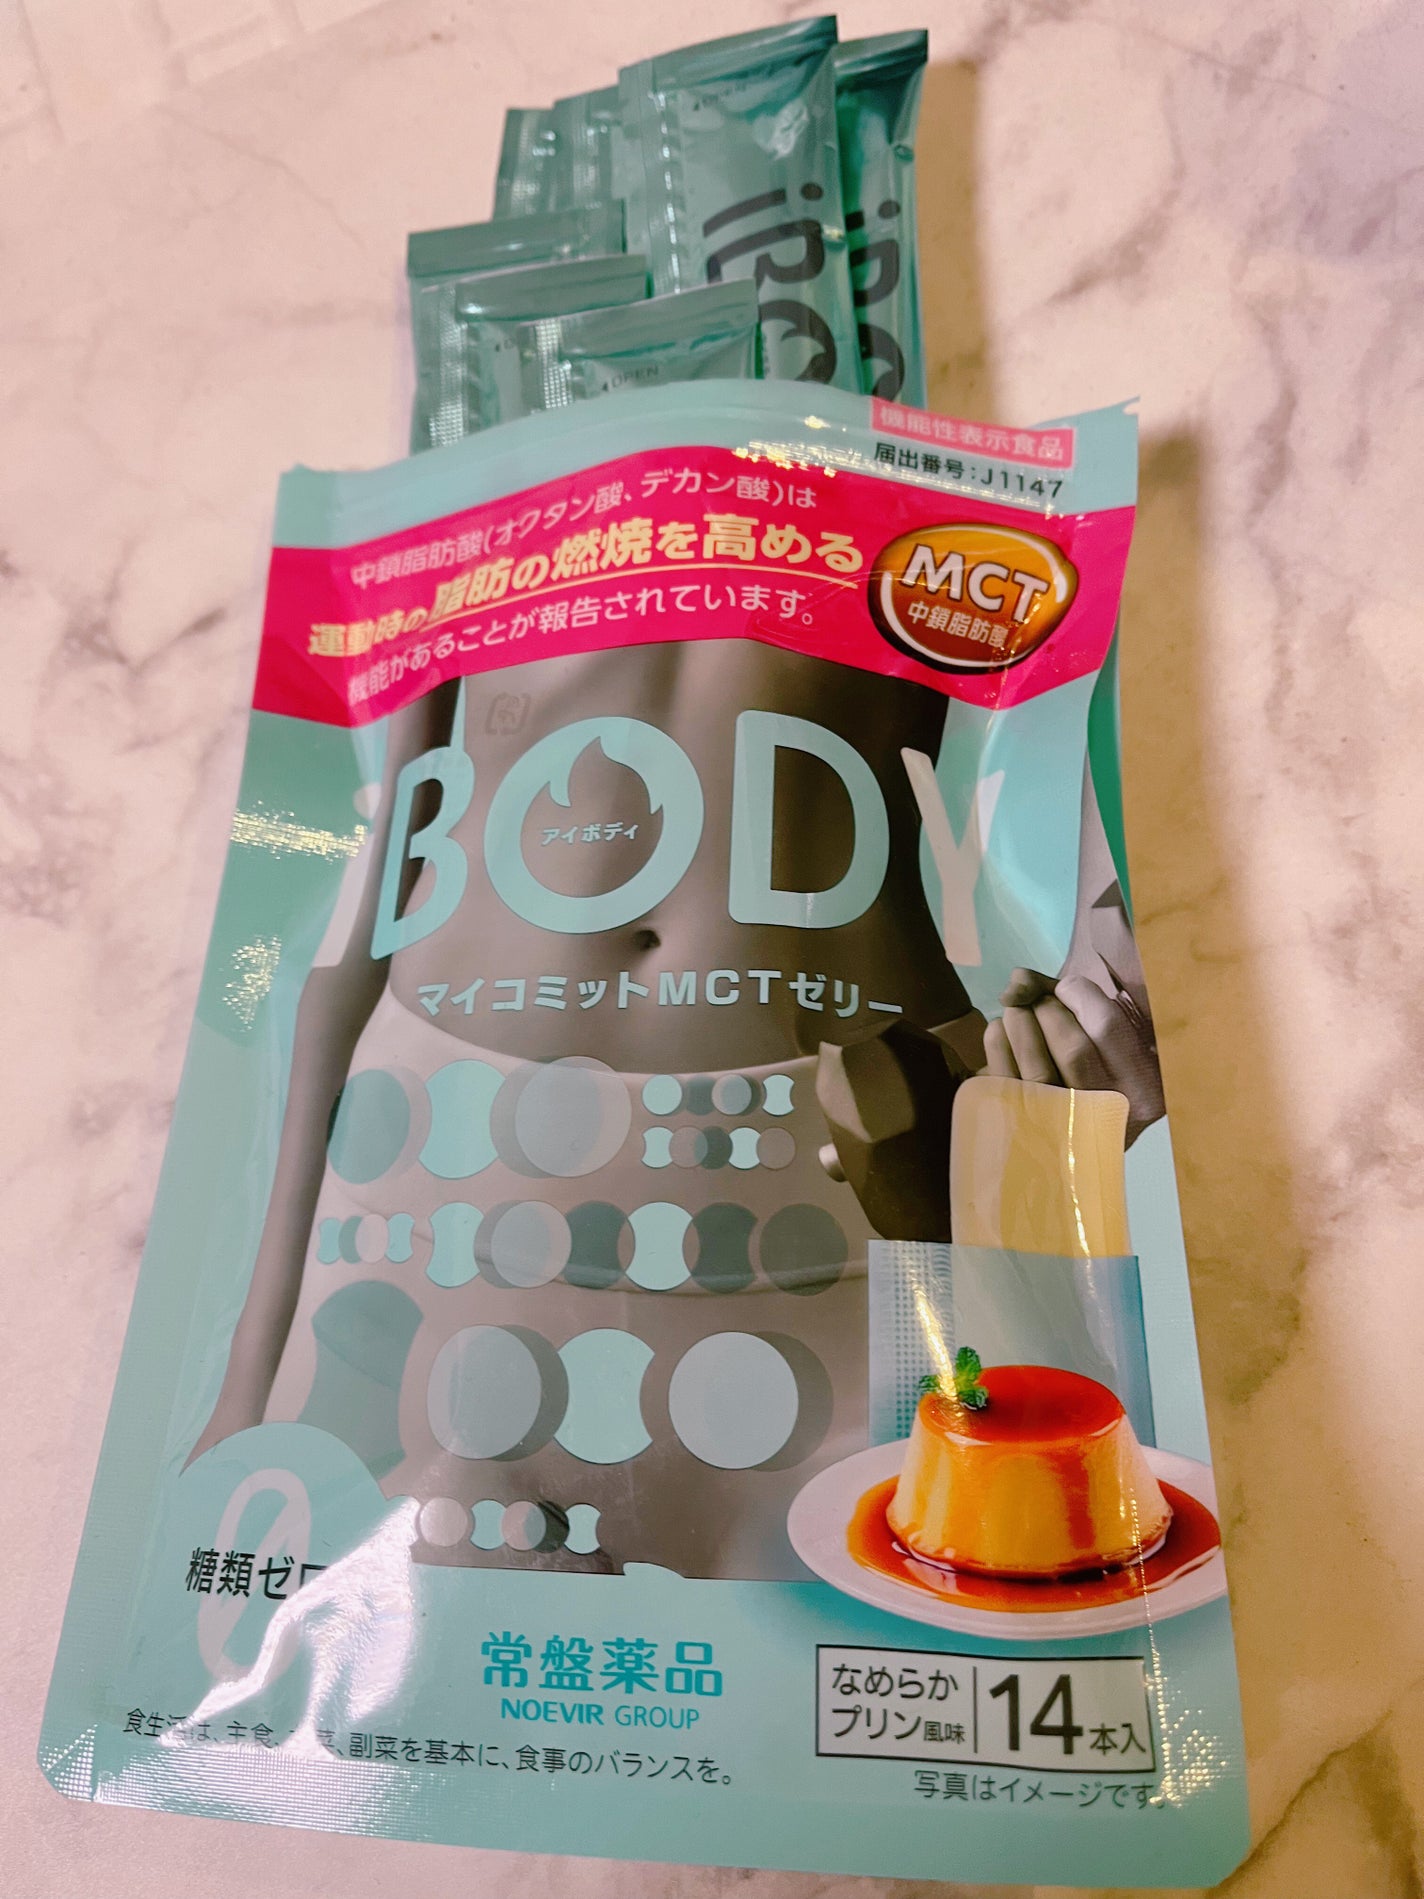 ◀OPEN
iBO
iBO
機能性表示食品
届出番号:J1147
中鎖脂肪酸(オクタン酸、デカン酸)は
運動時の脂肪の燃焼を高める
機能があることが報告されています。
MCT
中鎖脂肪酸
iBODY
アイボディ
マイコミットMCTゼリー
0
糖類ゼロ
常盤薬品
NOEVIR GROUP
なめらか
プリン風味
14本入
食生活は、主食、主菜、副菜を基本に、食事のバランスを。
写真はイメージです。